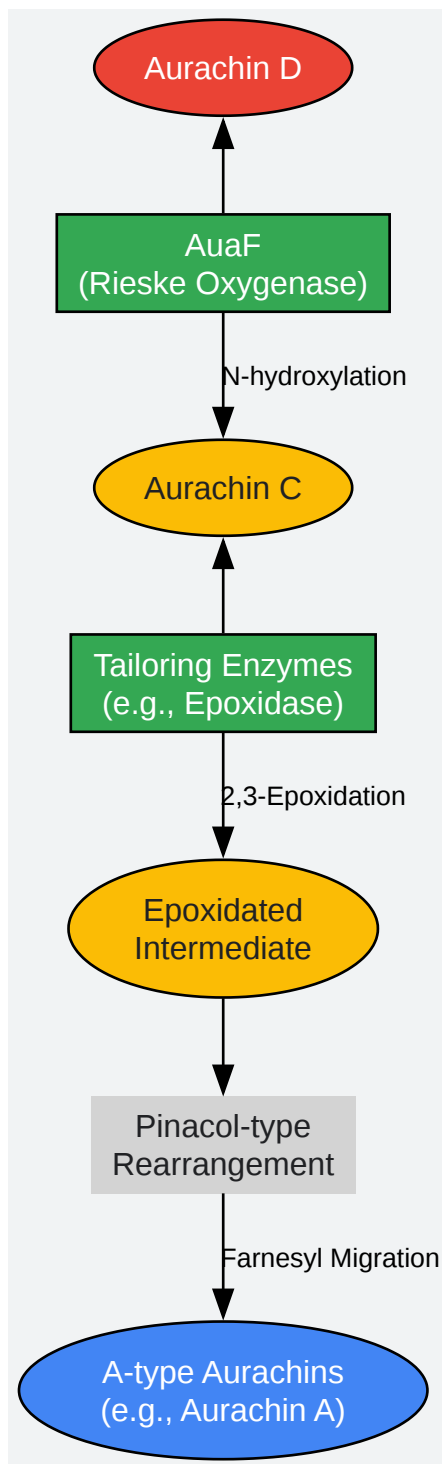 Aurachin D
AuaF
(Rieske Oxygenase)
N-hydroxylation
Aurachin C
Tailoring Enzymes
(e.g., Epoxidase)
2,3-Epoxidation
Epoxidated
Intermediate
Pinacol-type
Rearrangement
Farnesyl Migration
A-type Aurachins
(e.g., Aurachin A)